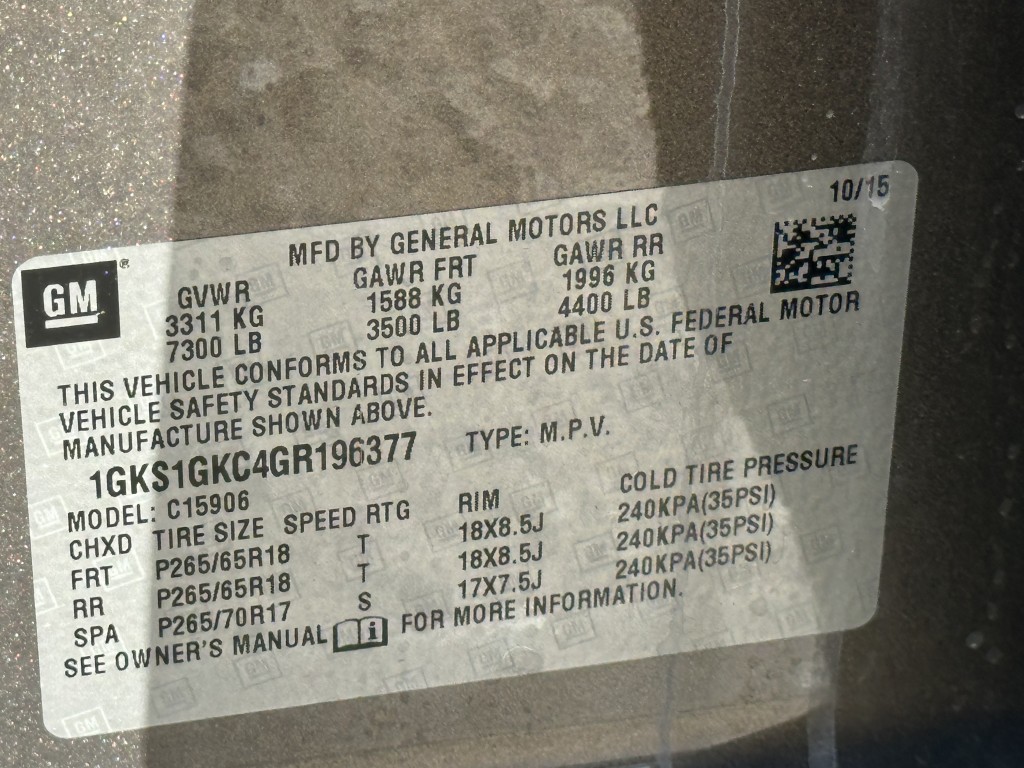 10/15
GM ®
MFD BY GENERAL MOTORS LLC
GVWR GAWR FRT GAWR RR
3311 KG 1588 KG 1996 KG
7300 LB 3500 LB 4400 LB
THIS VEHICLE CONFORMS TO ALL APPLICABLE U.S. FEDERAL MOTOR
VEHICLE SAFETY STANDARDS IN EFFECT ON THE DATE OF
MANUFACTURE SHOWN ABOVE.
1GKS1GKC4GR196377 TYPE: M.P.V.
MODEL: C15906
CHXD TIRE SIZE SPEED RTG RIM COLD TIRE PRESSURE
FRT P265/65R18 T 18X8.5J 240KPA(35PSI)
RR P265/65R18 T 18X8.5J 240KPA(35PSI)
SPA P265/70R17 S 17X7.5J 240KPA(35PSI)
SEE OWNER'S MANUAL i FOR MORE INFORMATION.